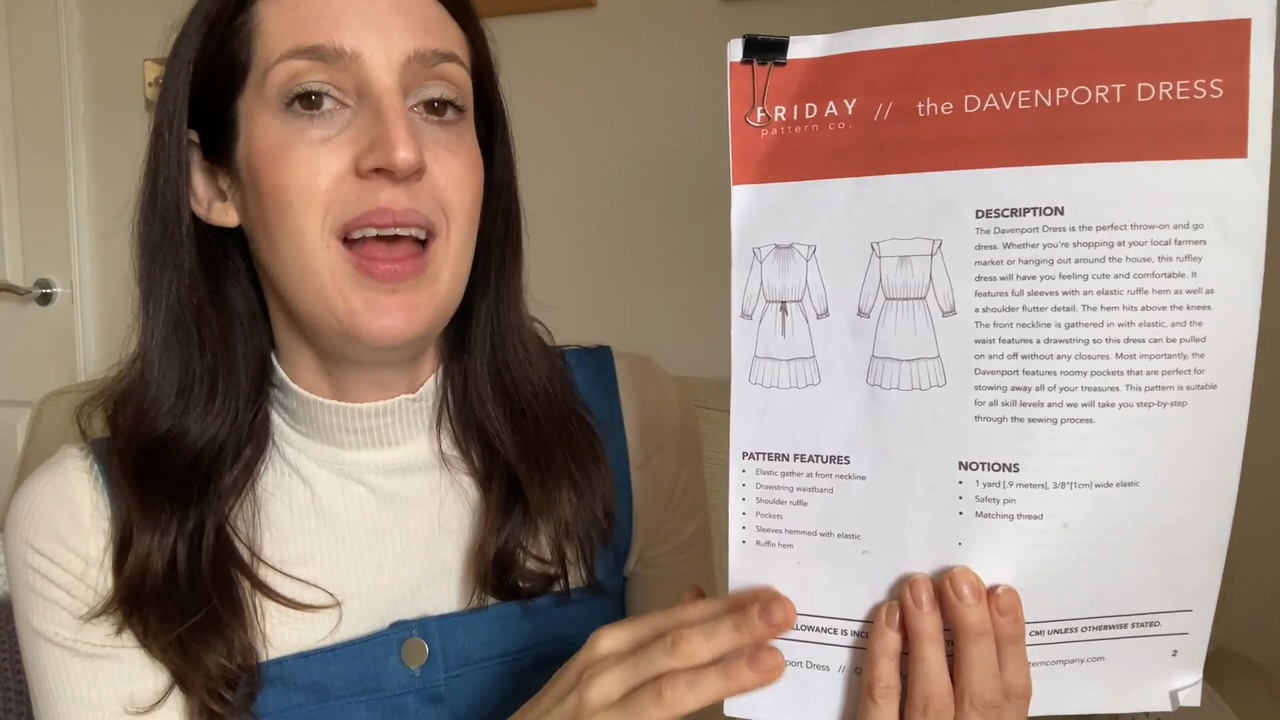 FRIDAY // the DAVENPORT DRESS
pattern co.
DESCRIPTION
The Davenport Dress is the perfect throw-on and go
dress. Whether you're shopping at your local farmers
market or hanging out around the house, this ruffley
dress will have you feeling cute and comfortable. It
features full sleeves with an elastic ruffle hem as well as
a shoulder flutter detail. The hem hits above the knees.
The front neckline is gathered in with elastic, and the
waist features a drawstring so this dress can be pulled
on and off without any closures. Most importantly, the
Davenport features roomy pockets that are perfect for
stowing away all of your treasures. This pattern is suitable
for all skill levels and we will take you step-by-step
through the sewing process.
PATTERN FEATURES
• Elastic gather at front neckline
• Drawstring waistband
• Shoulder ruffle
• Pockets
• Sleeves hemmed with elastic
• Ruffle hem
NOTIONS
• 1 yard [.9 meters], 3/8"[1cm] wide elastic
• Safety pin
• Matching thread
•
LLOWANCE IS INCL CM] UNLESS OTHERWISE STATED.
port Dress // © terncompany.com 2